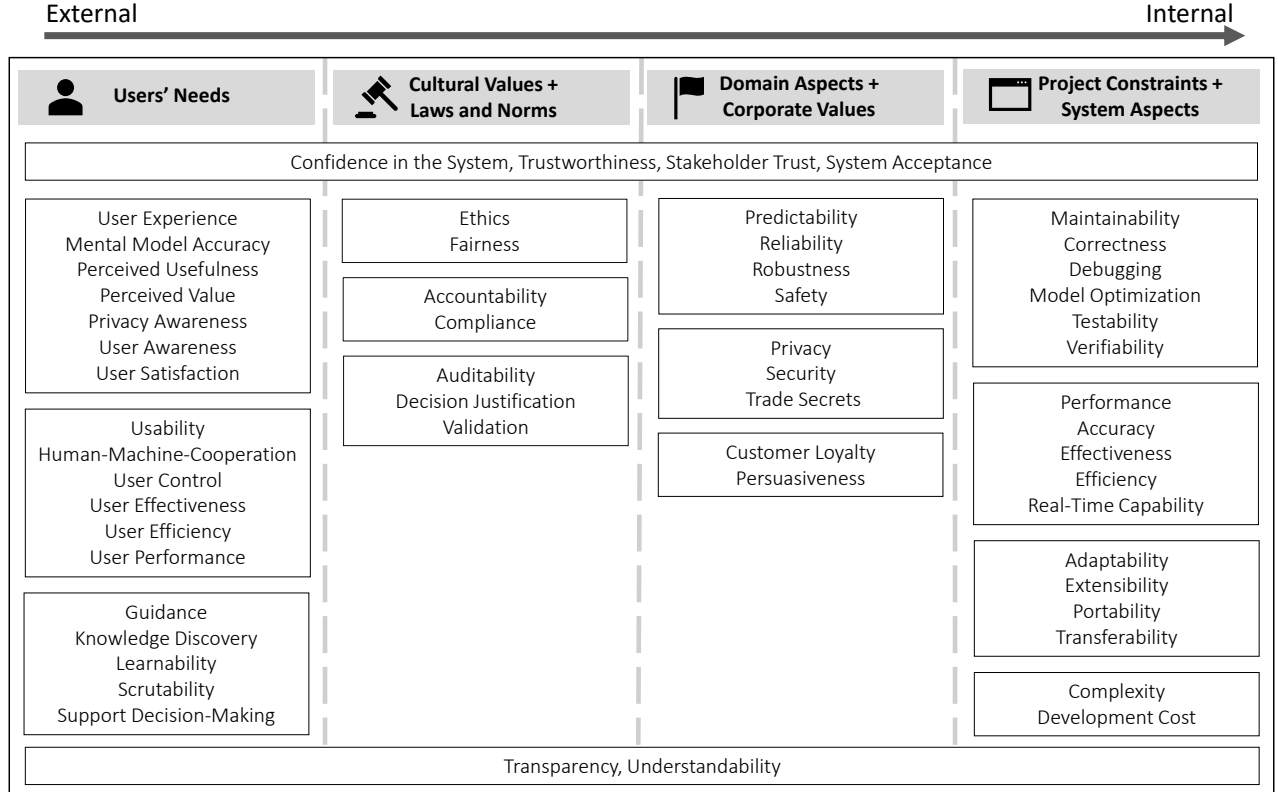 External
Internal
Users' Needs
Cultural Values +
Laws and Norms
Domain Aspects +
Corporate Values
Project Constraints +
System Aspects
Confidence in the System, Trustworthiness, Stakeholder Trust, System Acceptance
User Experience
Mental Model Accuracy
Perceived Usefulness
Perceived Value
Privacy Awareness
User Awareness
User Satisfaction
Usability
Human-Machine-Cooperation
User Control
User Effectiveness
User Efficiency
User Performance
Guidance
Knowledge Discovery
Learnability
Scrutability
Support Decision-Making
Ethics
Fairness
Accountability
Compliance
Auditability
Decision Justification
Validation
Predictability
Reliability
Robustness
Safety
Privacy
Security
Trade Secrets
Customer Loyalty
Persuasiveness
Maintainability
Correctness
Debugging
Model Optimization
Testability
Verifiability
Performance
Accuracy
Effectiveness
Efficiency
Real-Time Capability
Adaptability
Extensibility
Portability
Transferability
Complexity
Development Cost
Transparency, Understandability